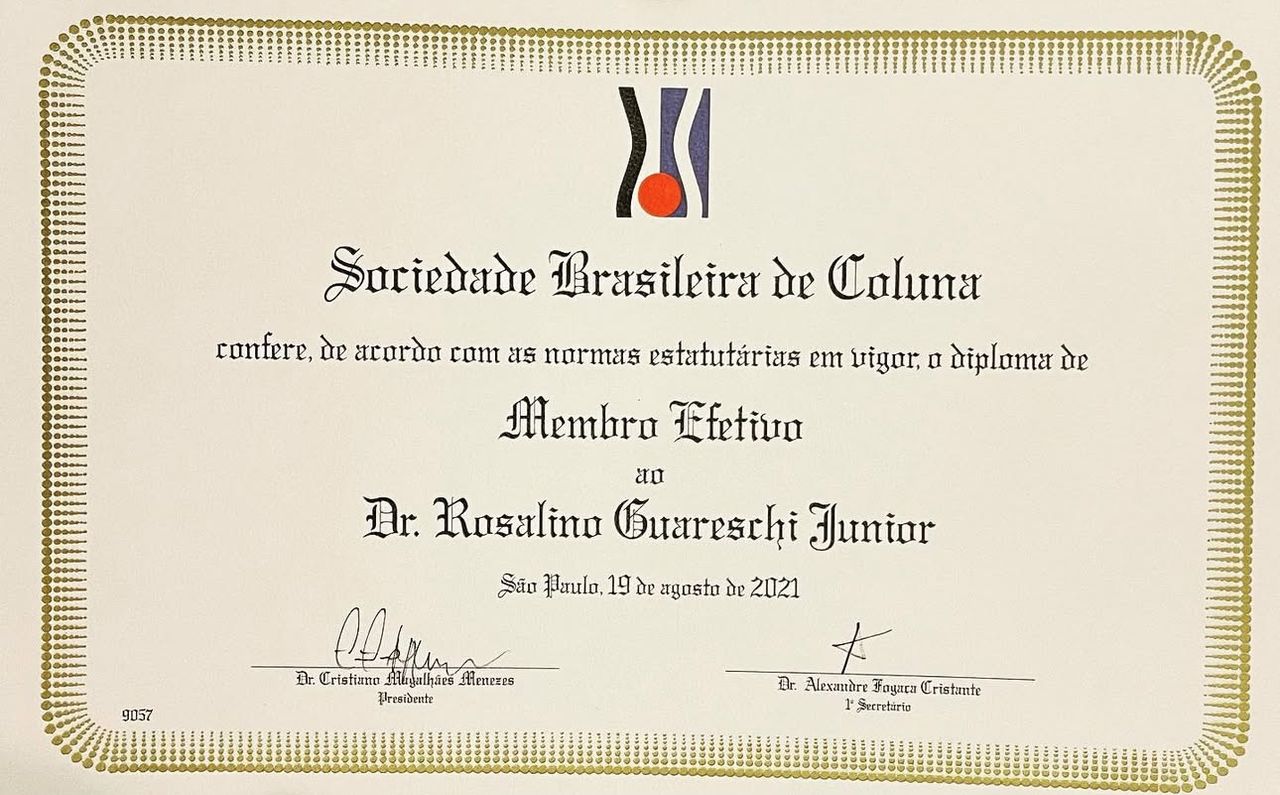 Sociedade Brasileira de Coluna
confere, de acordo com as normas estatutárias em vigor, o diploma de
Membro Efetivo
ao
Dr. Rosalino Guareschi Junior
São Paulo, 19 de agosto de 2021
Dr. Cristiano Magalhães Menezes
Presidente
Dr. Alexandre Fogaça Cristante
1º Secretário
9057